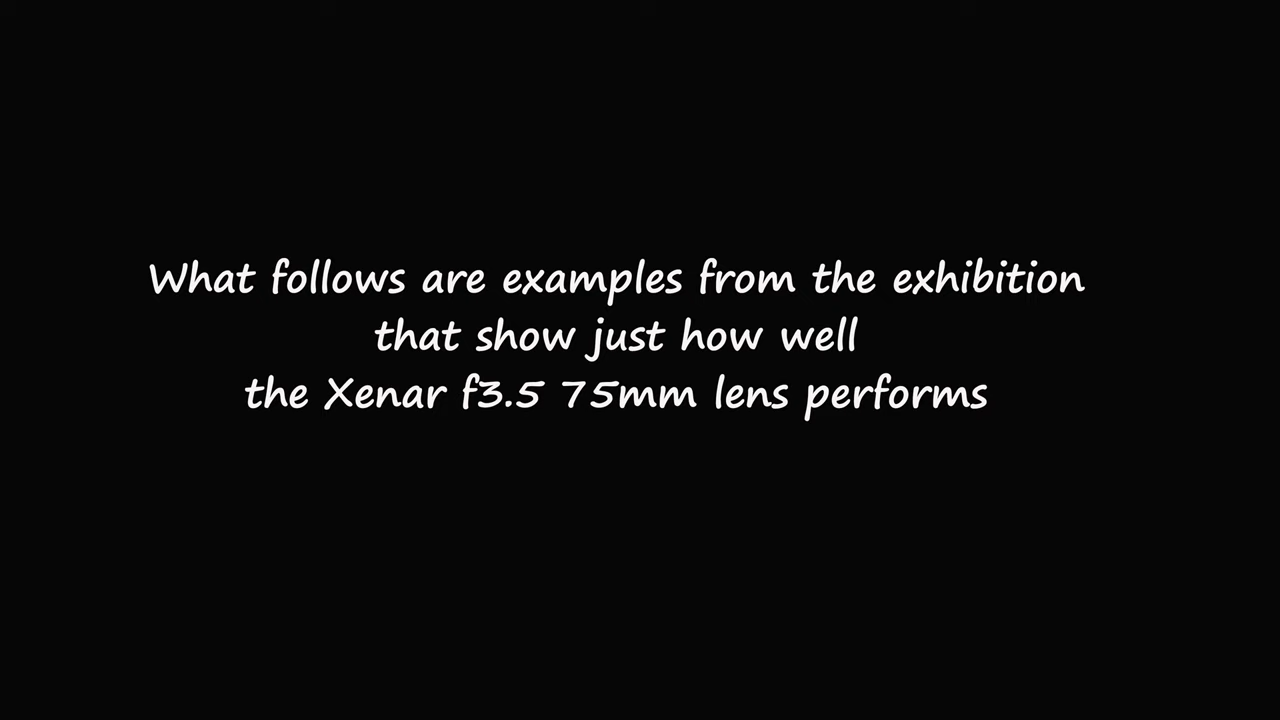 What follows are examples from the exhibition
that show just how well
the Xenar f3.5 75mm lens performs